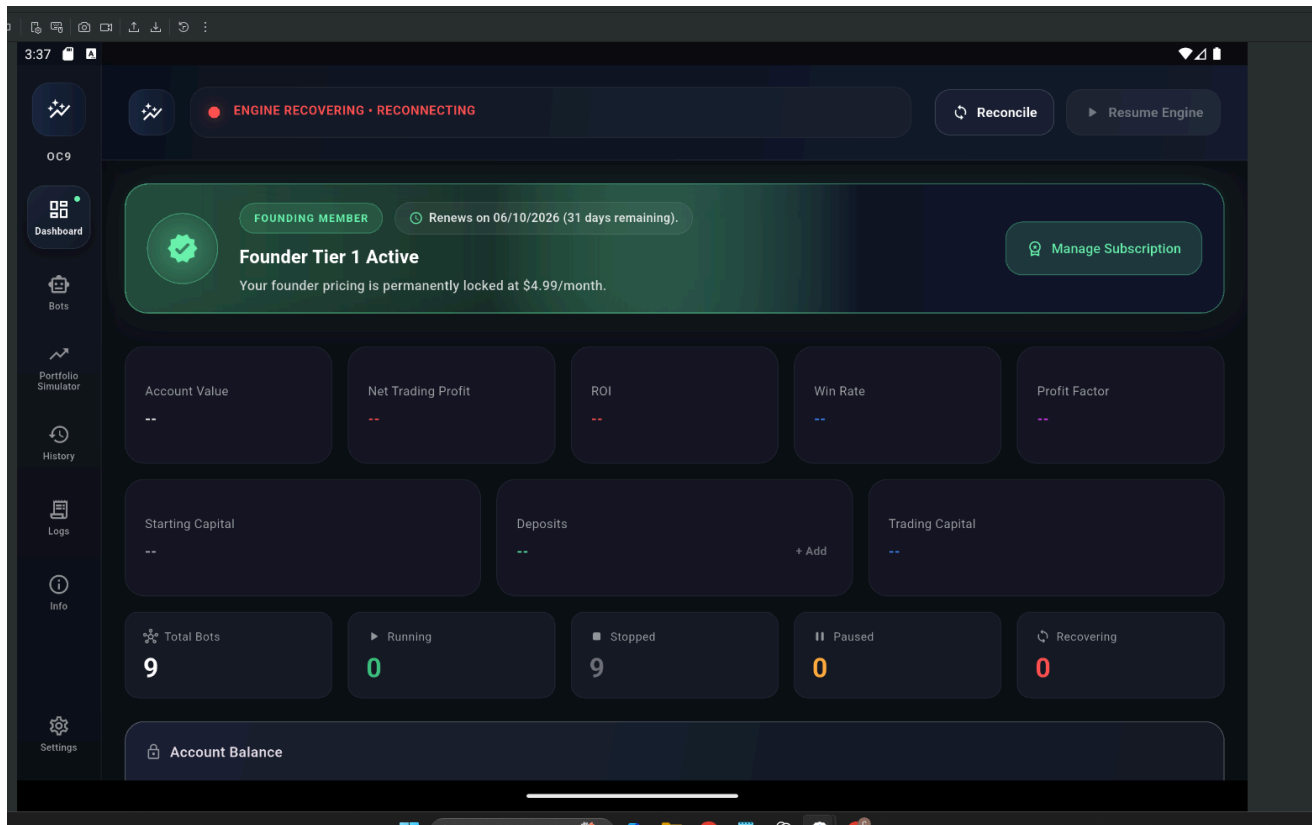 3:37
A
ENGINE RECOVERING • RECONNECTING
Reconcile
Resume Engine
OC9
Dashboard
Bots
Portfolio
Simulator
History
Logs
Info
Settings
FOUNDING MEMBER
Renews on 06/10/2026 (31 days remaining).
Founder Tier 1 Active
Your founder pricing is permanently locked at $4.99/month.
Manage Subscription
Account Value
--
Net Trading Profit
--
ROI
--
Win Rate
--
Profit Factor
--
Starting Capital
--
Deposits
--
+ Add
Trading Capital
--
Total Bots
9
Running
0
Stopped
9
Paused
0
Recovering
0
Account Balance